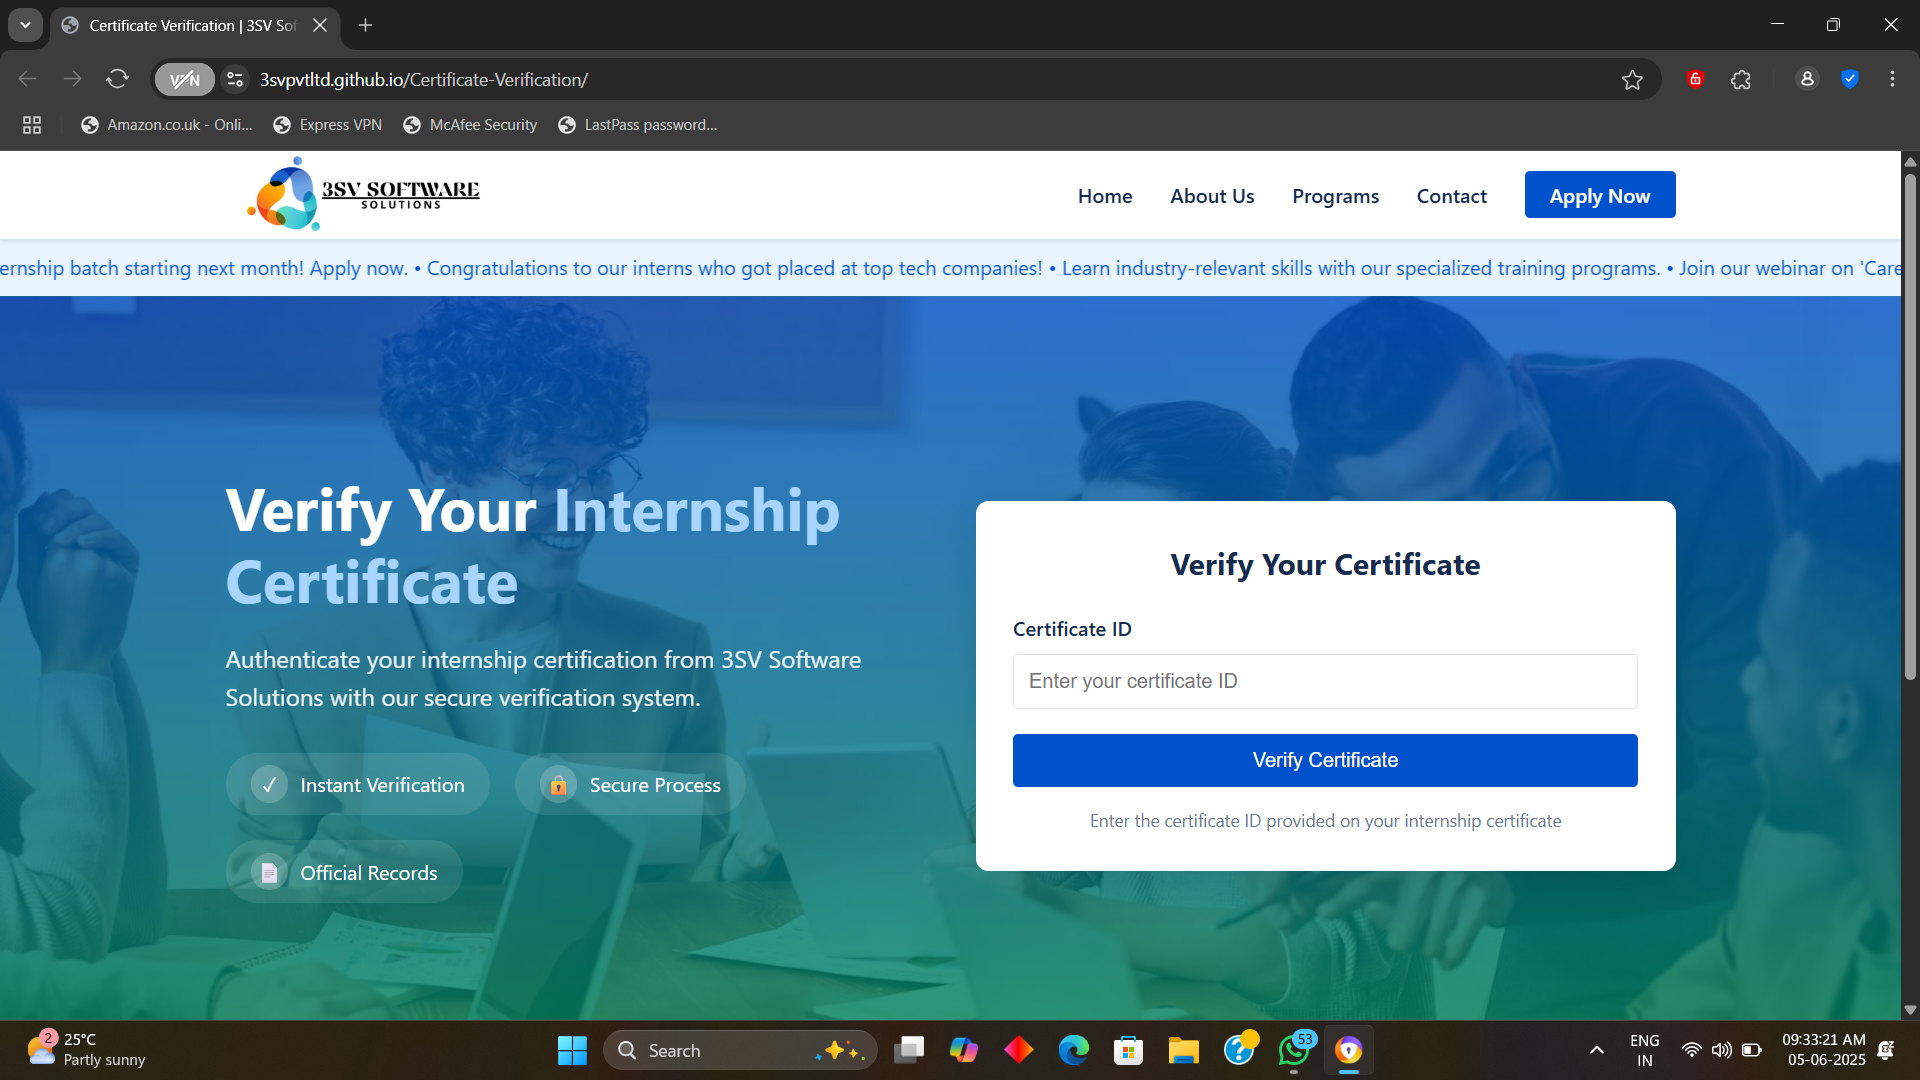 Certificate Verification | 3SV Sof
VPN
3svpvtltd.github.io/Certificate-Verification/
Amazon.co.uk - Onli...
Express VPN
McAfee Security
LastPass password...
3SV SOFTWARE
SOLUTIONS
Home
About Us
Programs
Contact
Apply Now
ernship batch starting next month! Apply now. • Congratulations to our interns who got placed at top tech companies! • Learn industry-relevant skills with our specialized training programs. • Join our webinar on 'Care
Verify Your Internship
Certificate
Authenticate your internship certification from 3SV Software
Solutions with our secure verification system.
✓ Instant Verification
Secure Process
Official Records
Verify Your Certificate
Certificate ID
Enter your certificate ID
Verify Certificate
Enter the certificate ID provided on your internship certificate
2
25°C
Partly sunny
Search
53
ENG
IN
09:33:21 AM
05-06-2025